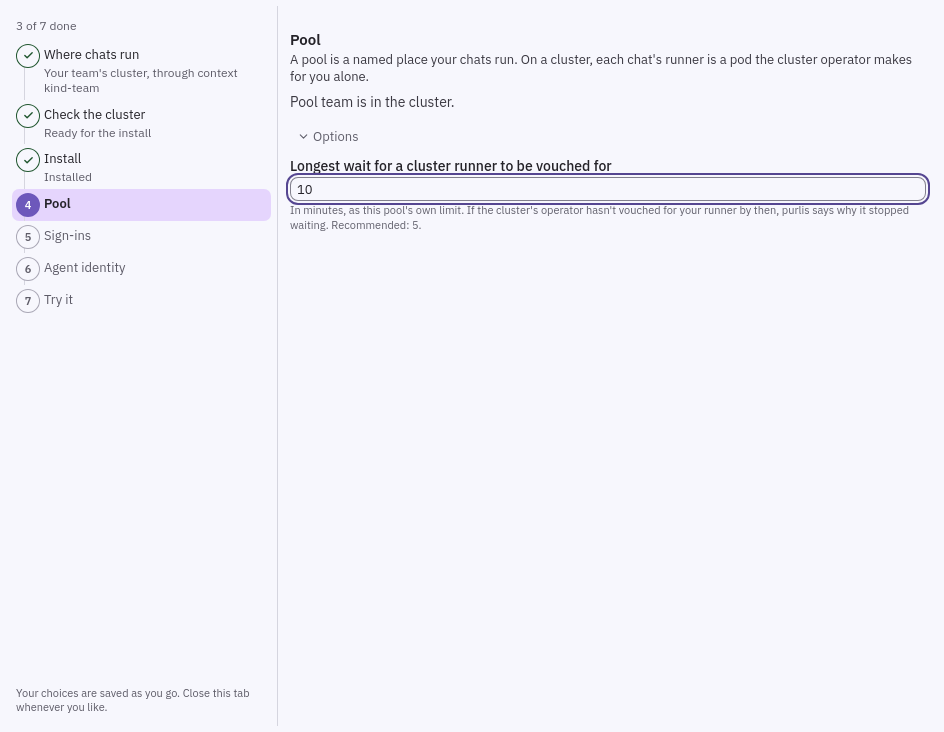 3 of 7 done
Where chats run
Your team's cluster, through context
kind-team
Check the cluster
Ready for the install
Install
Installed
4 Pool
5 Sign-ins
6 Agent identity
7 Try it
Your choices are saved as you go. Close this tab
whenever you like.
Pool
A pool is a named place your chats run. On a cluster, each chat's runner is a pod the cluster operator makes
for you alone.
Pool team is in the cluster.
Options
Longest wait for a cluster runner to be vouched for
10
In minutes, as this pool's own limit. If the cluster's operator hasn't vouched for your runner by then, purlis says why it stopped
waiting. Recommended: 5.